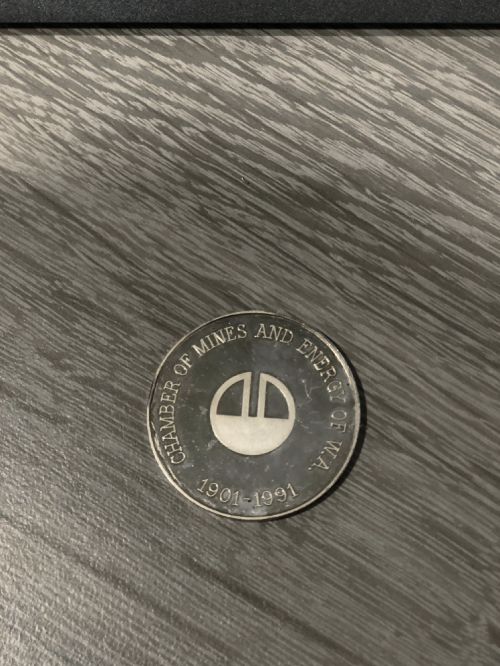 CHAMBER OF MINES AND ENERGY OF W.A.
1901-1991